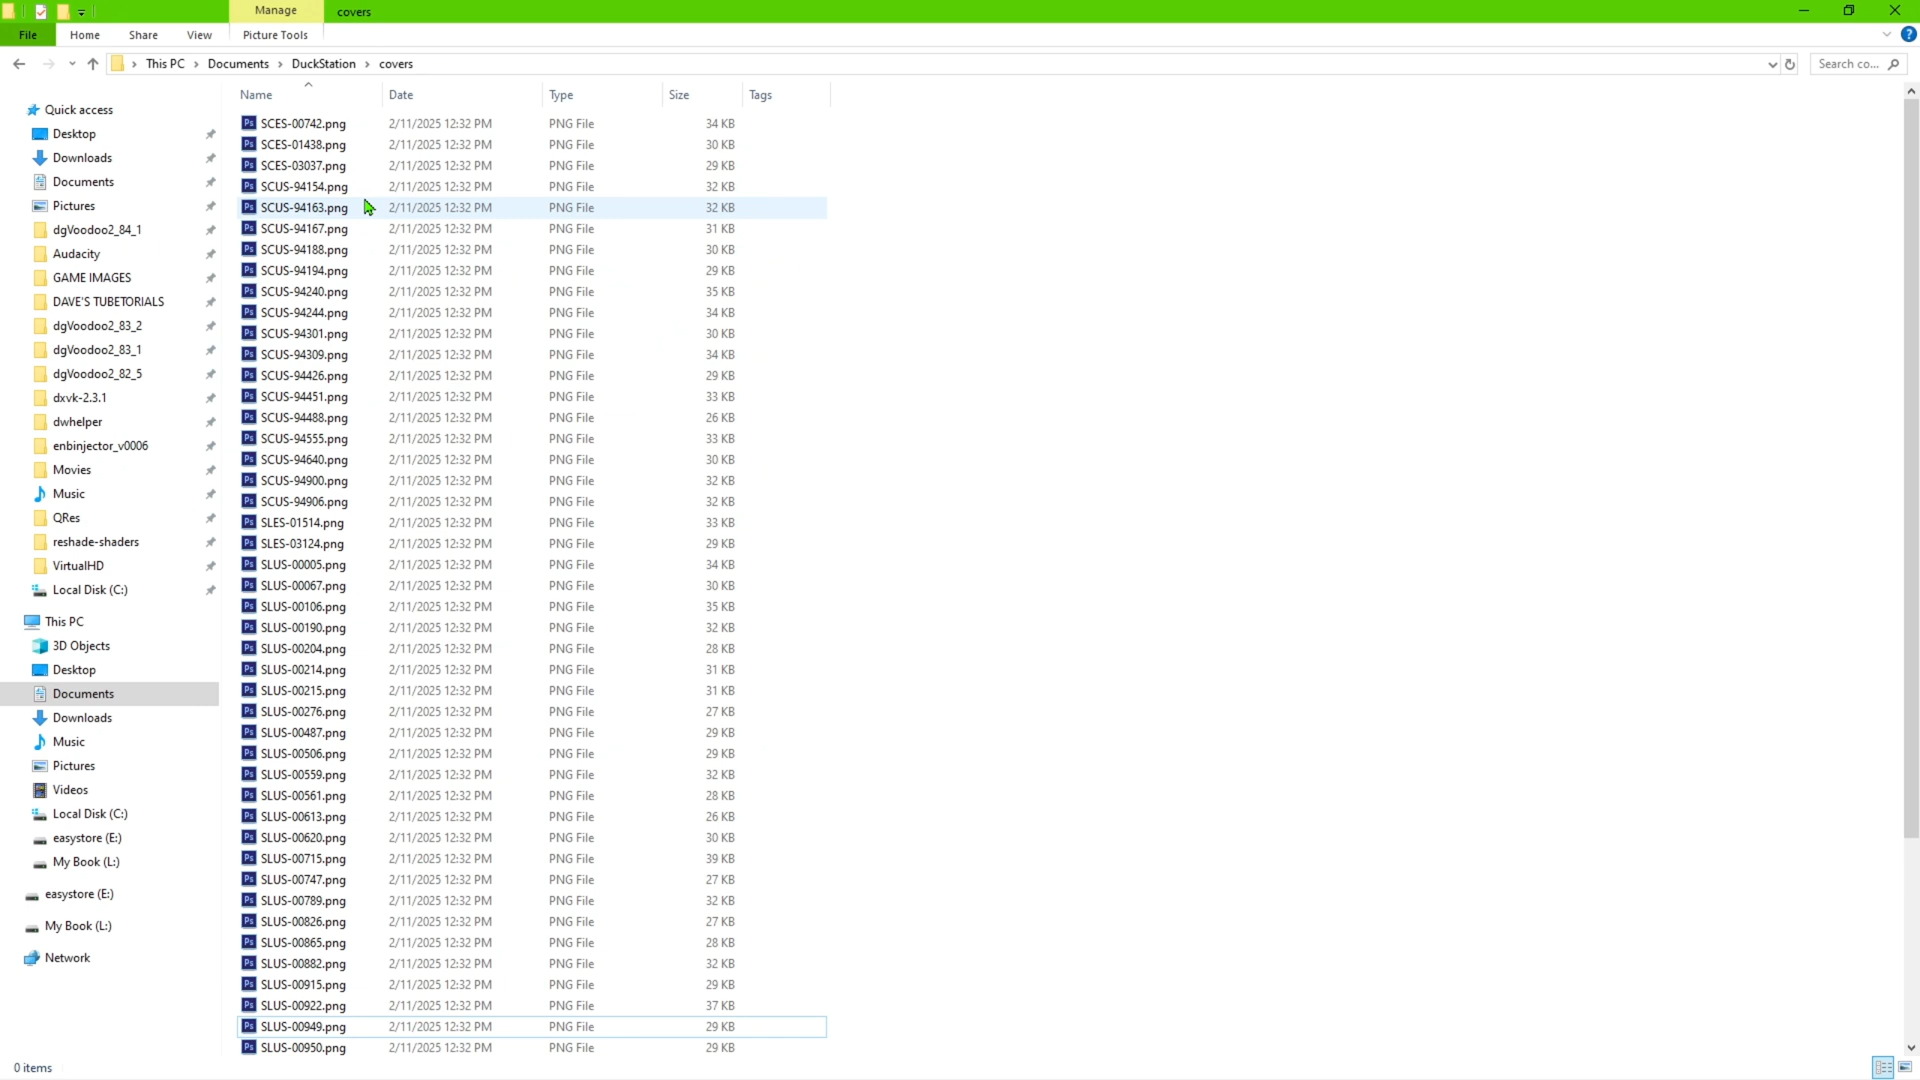 Manage
covers
File
Home
Share
View
Picture Tools
This PC > Documents > DuckStation > covers
Search co...
Name
Date
Type
Size
Tags
Quick access
Desktop
Downloads
Documents
Pictures
dgVoodoo2_84_1
Audacity
GAME IMAGES
DAVE'S TUBETORIALS
dgVoodoo2_83_2
dgVoodoo2_83_1
dgVoodoo2_82_5
dxvk-2.3.1
dwhelper
enbinjector_v0006
Movies
Music
QRes
reshade-shaders
VirtualHD
Local Disk (C:)
This PC
3D Objects
Desktop
Documents
Downloads
Music
Pictures
Videos
Local Disk (C:)
easystore (E:)
My Book (L:)
easystore (E:)
My Book (L:)
Network
SCES-00742.png 2/11/2025 12:32 PM PNG File 34 KB
SCES-01438.png 2/11/2025 12:32 PM PNG File 30 KB
SCES-03037.png 2/11/2025 12:32 PM PNG File 29 KB
SCUS-94154.png 2/11/2025 12:32 PM PNG File 32 KB
SCUS-94163.png 2/11/2025 12:32 PM PNG File 32 KB
SCUS-94167.png 2/11/2025 12:32 PM PNG File 31 KB
SCUS-94188.png 2/11/2025 12:32 PM PNG File 30 KB
SCUS-94194.png 2/11/2025 12:32 PM PNG File 29 KB
SCUS-94240.png 2/11/2025 12:32 PM PNG File 35 KB
SCUS-94244.png 2/11/2025 12:32 PM PNG File 34 KB
SCUS-94301.png 2/11/2025 12:32 PM PNG File 30 KB
SCUS-94309.png 2/11/2025 12:32 PM PNG File 34 KB
SCUS-94426.png 2/11/2025 12:32 PM PNG File 29 KB
SCUS-94451.png 2/11/2025 12:32 PM PNG File 33 KB
SCUS-94488.png 2/11/2025 12:32 PM PNG File 26 KB
SCUS-94555.png 2/11/2025 12:32 PM PNG File 33 KB
SCUS-94640.png 2/11/2025 12:32 PM PNG File 30 KB
SCUS-94900.png 2/11/2025 12:32 PM PNG File 32 KB
SCUS-94906.png 2/11/2025 12:32 PM PNG File 32 KB
SLES-01514.png 2/11/2025 12:32 PM PNG File 33 KB
SLES-03124.png 2/11/2025 12:32 PM PNG File 29 KB
SLUS-00005.png 2/11/2025 12:32 PM PNG File 34 KB
SLUS-00067.png 2/11/2025 12:32 PM PNG File 30 KB
SLUS-00106.png 2/11/2025 12:32 PM PNG File 35 KB
SLUS-00190.png 2/11/2025 12:32 PM PNG File 32 KB
SLUS-00204.png 2/11/2025 12:32 PM PNG File 28 KB
SLUS-00214.png 2/11/2025 12:32 PM PNG File 31 KB
SLUS-00215.png 2/11/2025 12:32 PM PNG File 31 KB
SLUS-00276.png 2/11/2025 12:32 PM PNG File 27 KB
SLUS-00487.png 2/11/2025 12:32 PM PNG File 29 KB
SLUS-00506.png 2/11/2025 12:32 PM PNG File 29 KB
SLUS-00559.png 2/11/2025 12:32 PM PNG File 32 KB
SLUS-00561.png 2/11/2025 12:32 PM PNG File 28 KB
SLUS-00613.png 2/11/2025 12:32 PM PNG File 26 KB
SLUS-00620.png 2/11/2025 12:32 PM PNG File 30 KB
SLUS-00715.png 2/11/2025 12:32 PM PNG File 39 KB
SLUS-00747.png 2/11/2025 12:32 PM PNG File 27 KB
SLUS-00789.png 2/11/2025 12:32 PM PNG File 32 KB
SLUS-00826.png 2/11/2025 12:32 PM PNG File 27 KB
SLUS-00865.png 2/11/2025 12:32 PM PNG File 28 KB
SLUS-00882.png 2/11/2025 12:32 PM PNG File 32 KB
SLUS-00915.png 2/11/2025 12:32 PM PNG File 29 KB
SLUS-00922.png 2/11/2025 12:32 PM PNG File 37 KB
SLUS-00949.png 2/11/2025 12:32 PM PNG File 29 KB
SLUS-00950.png 2/11/2025 12:32 PM PNG File 29 KB
0 items